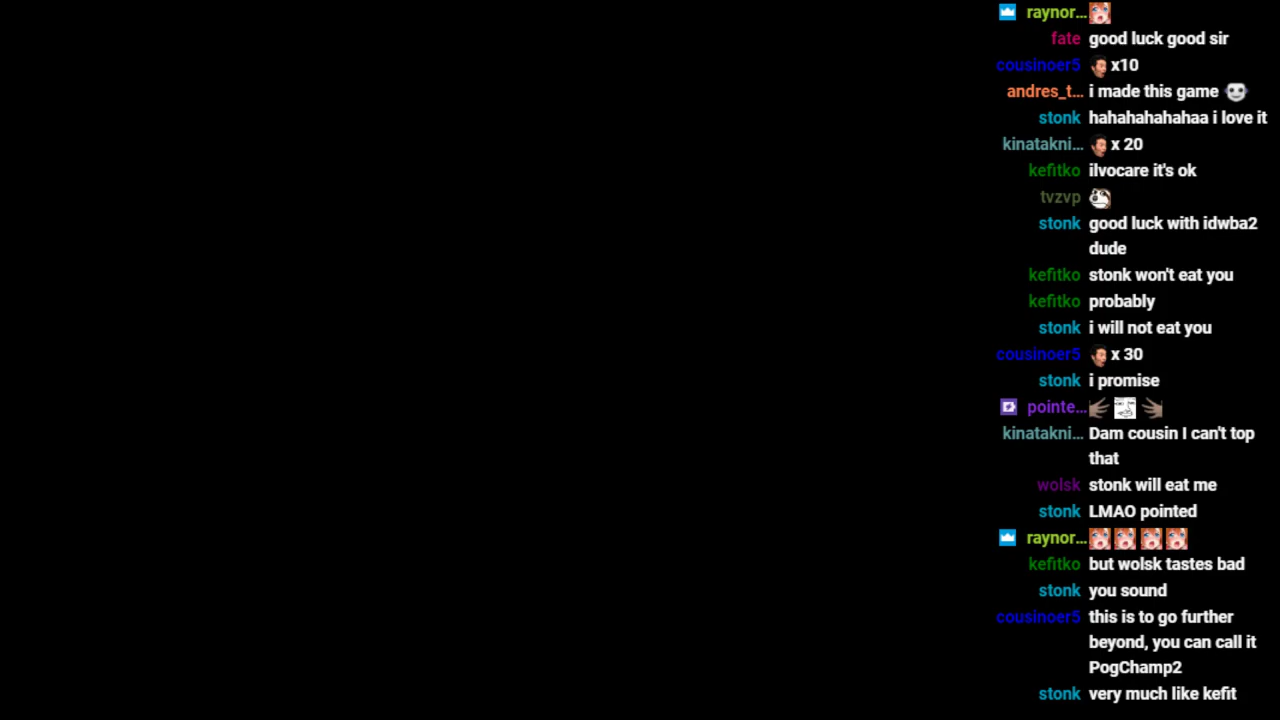 raynor…
fate good luck good sir
cousinoer5 x10
andres_t… i made this game
stonk hahahahahahaa i love it
kinatakni… x 20
kefitko ilvocare it's ok
tvzvp
stonk good luck with idwba2
dude
kefitko stonk won't eat you
kefitko probably
stonk i will not eat you
cousinoer5 x 30
stonk i promise
pointe…
kinatakni… Dam cousin I can't top
that
wolsk stonk will eat me
stonk LMAO pointed
raynor…
kefitko but wolsk tastes bad
stonk you sound
cousinoer5 this is to go further
beyond, you can call it
PogChamp2
stonk very much like kefit